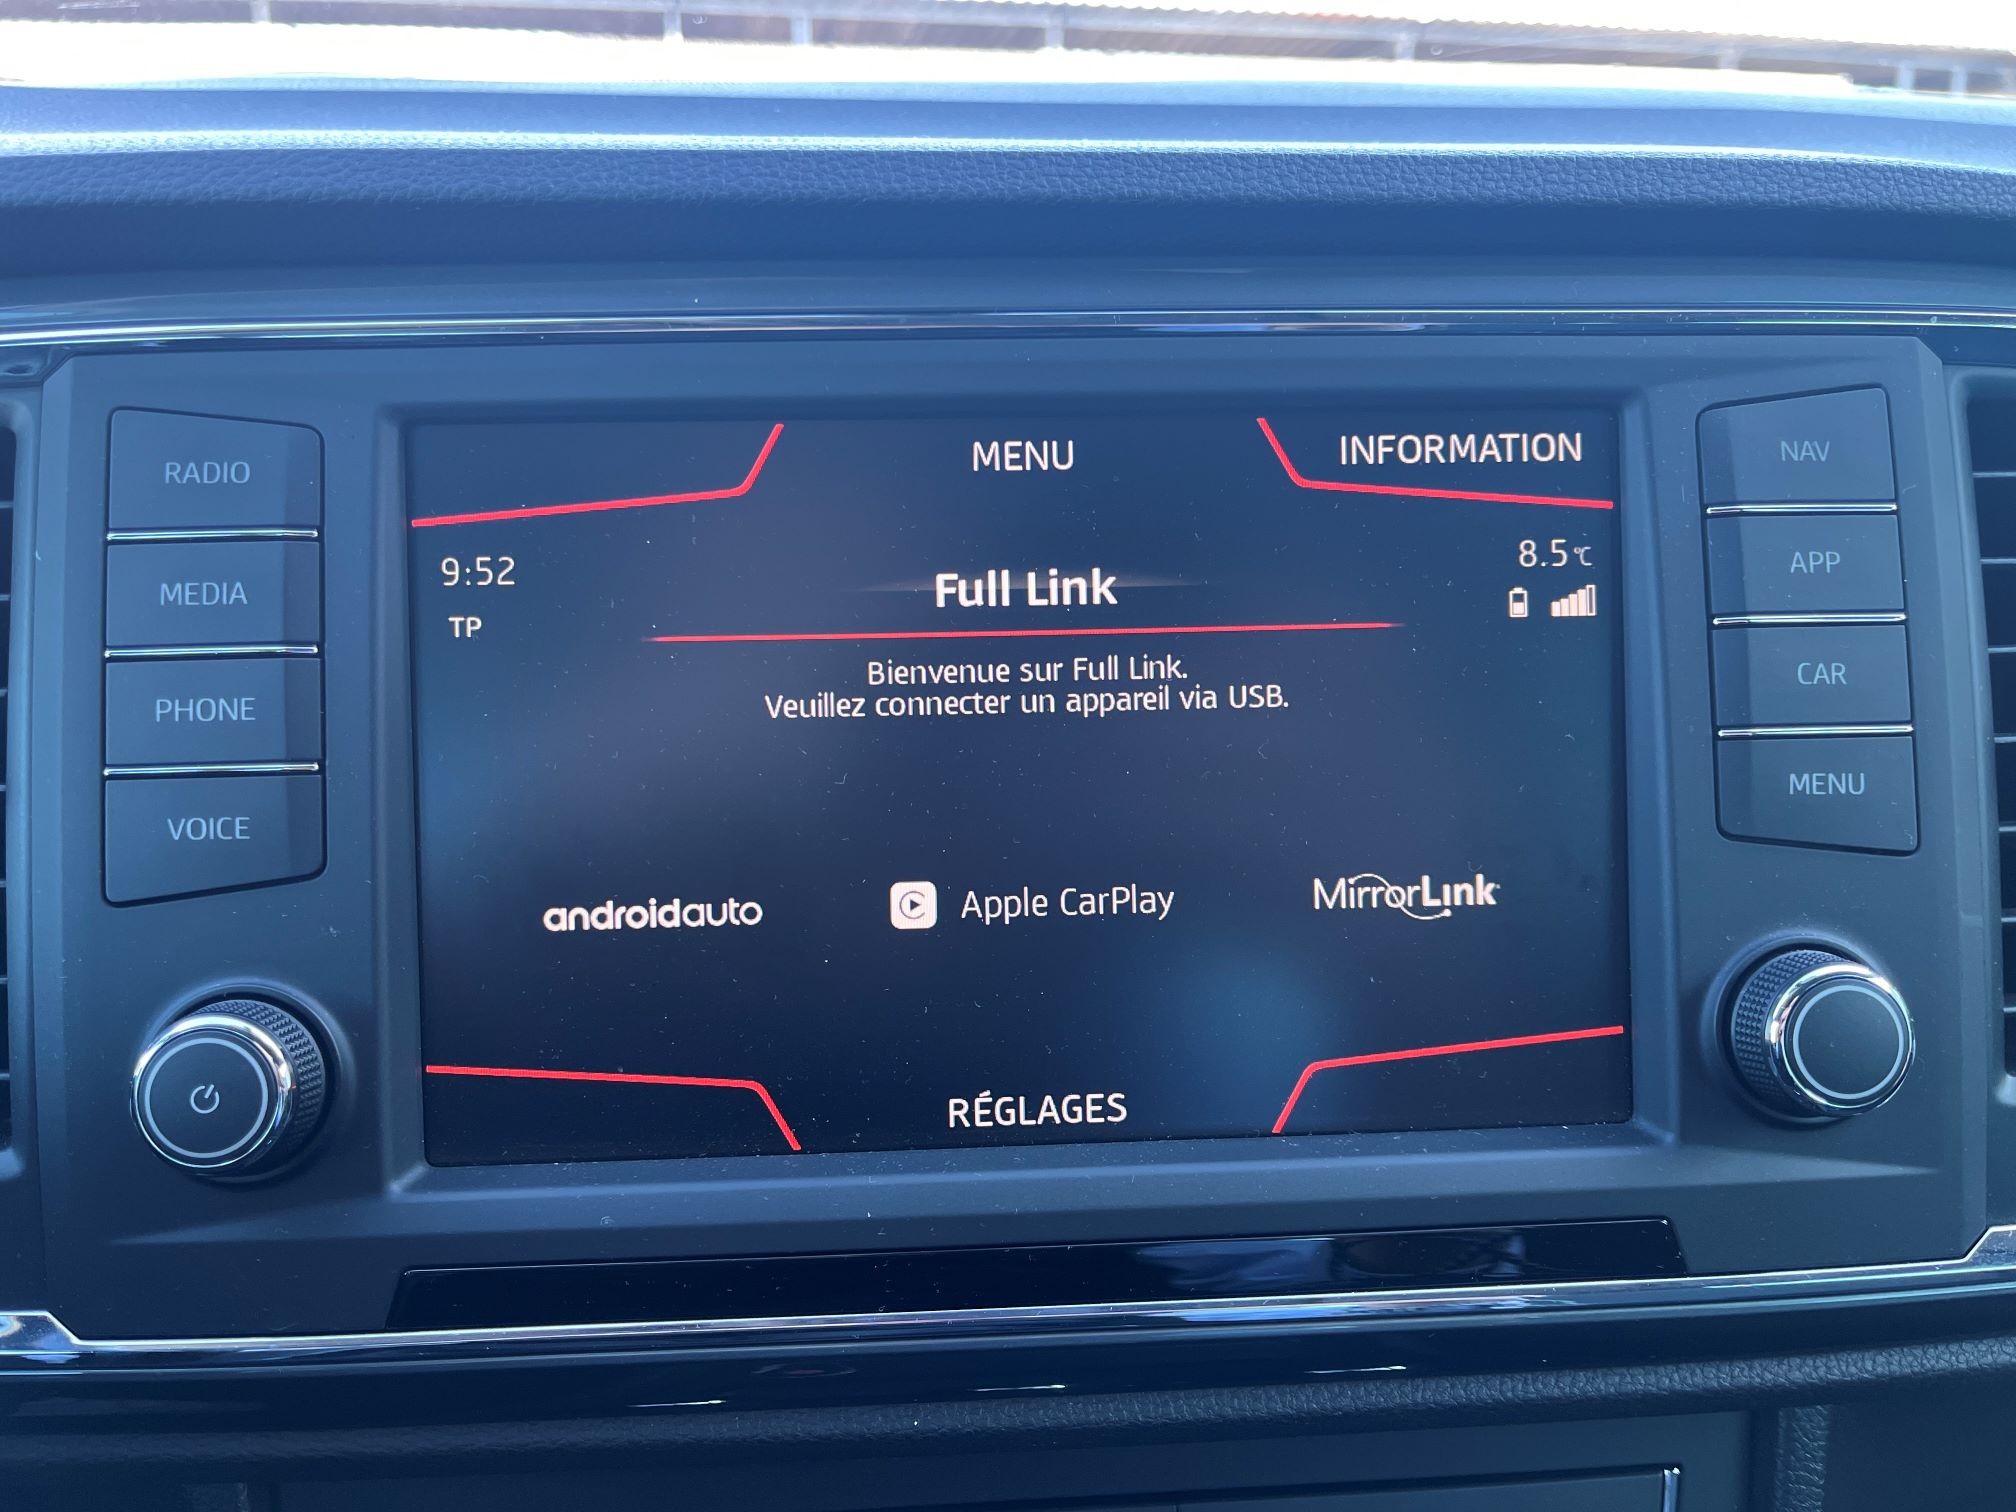 RADIO
MEDIA
PHONE
VOICE
MENU
INFORMATION
9:52
TP
8.5°C
Full Link
Bienvenue sur Full Link.
Veuillez connecter un appareil via USB.
androidauto
Apple CarPlay
MirrorLink
RÉGLAGES
NAV
APP
CAR
MENU